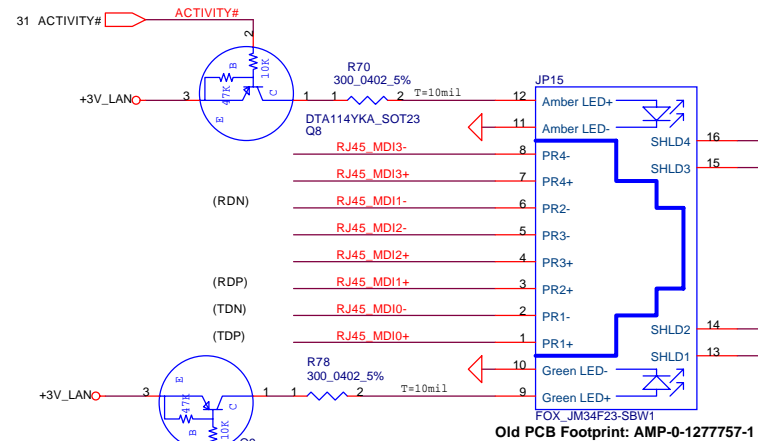 31 ACTIVITY# ACTIVITY#
2
B 10K
47K
E C
+3V_LAN 3 1 1 R70 2 T=10mil 12
300_0402_5%
DTA114YKA_SOT23
Q8
JP15
Amber LED+
11 Amber LED-
RJ45_MDI3- 8 PR4- SHLD4 16
RJ45_MDI3+ 7 PR4+ SHLD3 15
(RDN) RJ45_MDI1- 6 PR2-
RJ45_MDI2- 5 PR3-
RJ45_MDI2+ 4 PR3+
(RDP) RJ45_MDI1+ 3 PR2+
(TDN) RJ45_MDI0- 2 PR1- SHLD2 14
(TDP) RJ45_MDI0+ 1 PR1+ SHLD1 13
R78
300_0402_5%
10 Green LED-
+3V_LAN 3 E C 1 1 2 T=10mil 9 Green LED+
47K B 10K
FOX_JM34F23-SBW1
Old PCB Footprint: AMP-0-1277757-1